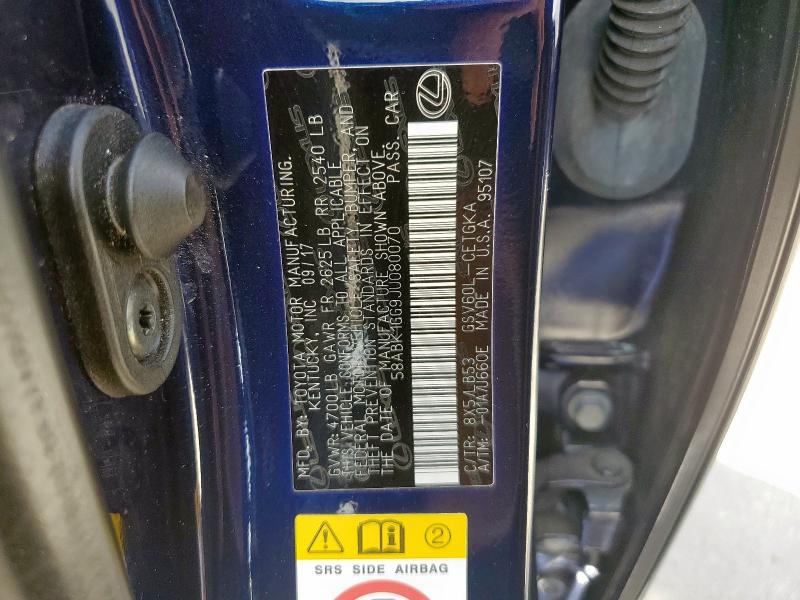 MFD. BY: TOYOTA MOTOR MANUFACTURING.
KENTUCKY, INC 09/17
GVWR: 4700LB GAWR FR 2625LB RR 2540 LB
THIS VEHICLE CONFORMS TO ALL APPLICABLE
FEDERAL MOTOR VEHICLE SAFETY, BUMPER, AND
THEFT PREVENTION STANDARDS IN EFFECT ON
THE DATE OF MANUFACTURE SHOWN ABOVE.
58ABK1GG9JU080070 PASS. CAR
C/TR: 8X5/LB53 GSV60L-CETGKA
A/TM: -01A/U660E MADE IN U.S.A. 95107
2
SRS SIDE AIRBAG